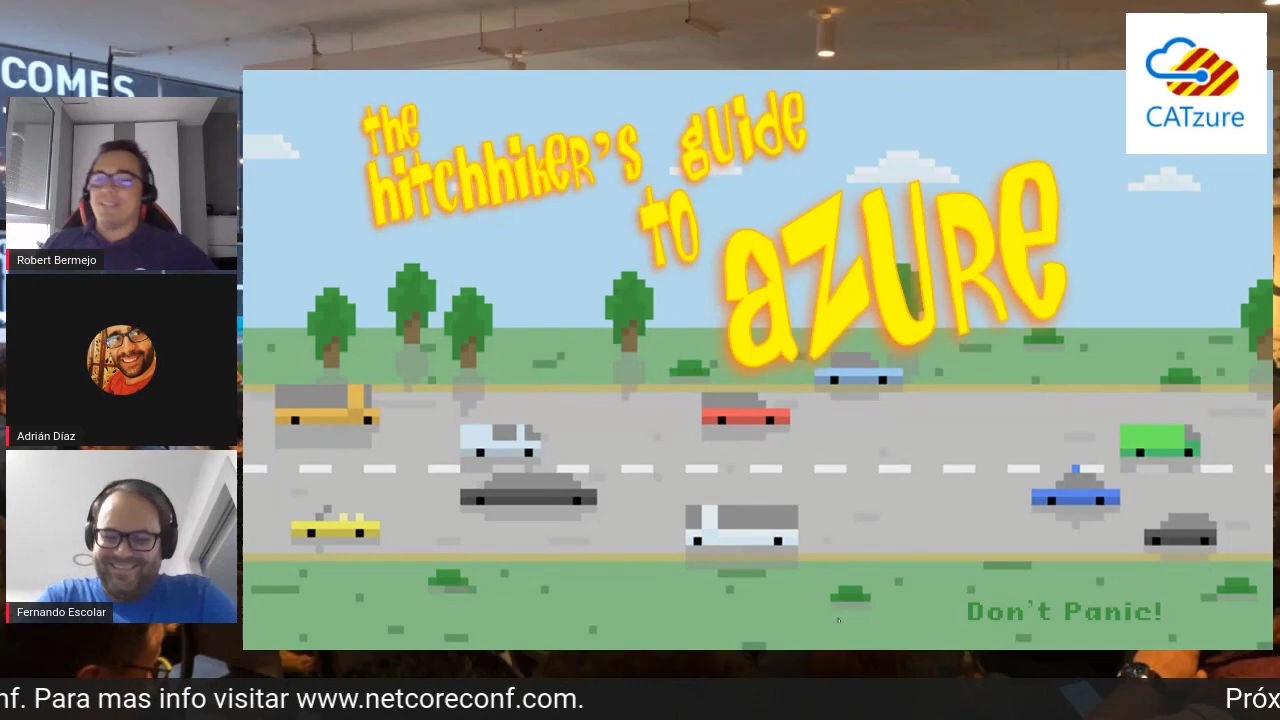 COMES
CATzure
the
hitchhiker's guide
to
azure
Robert Bermejo
Adrián Díaz
Fernando Escolar
Don't Panic!
nf. Para mas info visitar www.netcoreconf.com.
Próx